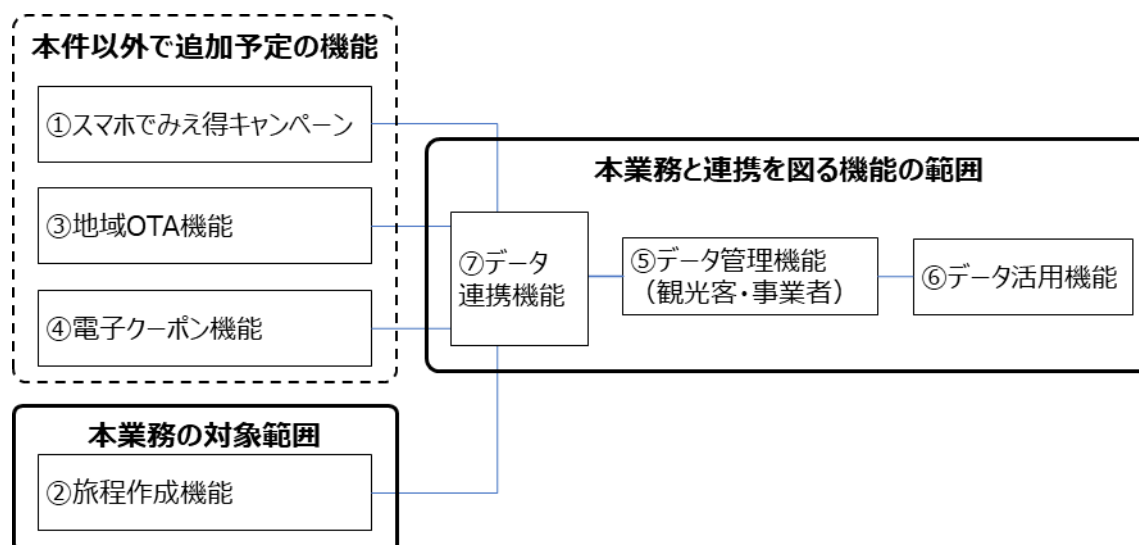 本件以外で追加予定の機能
①スマホでみえ得キャンペーン
③地域OTA機能
④電子クーポン機能
本業務と連携を図る機能の範囲
⑦データ
連携機能
⑤データ管理機能
（観光客・事業者）
⑥データ活用機能
本業務の対象範囲
②旅程作成機能